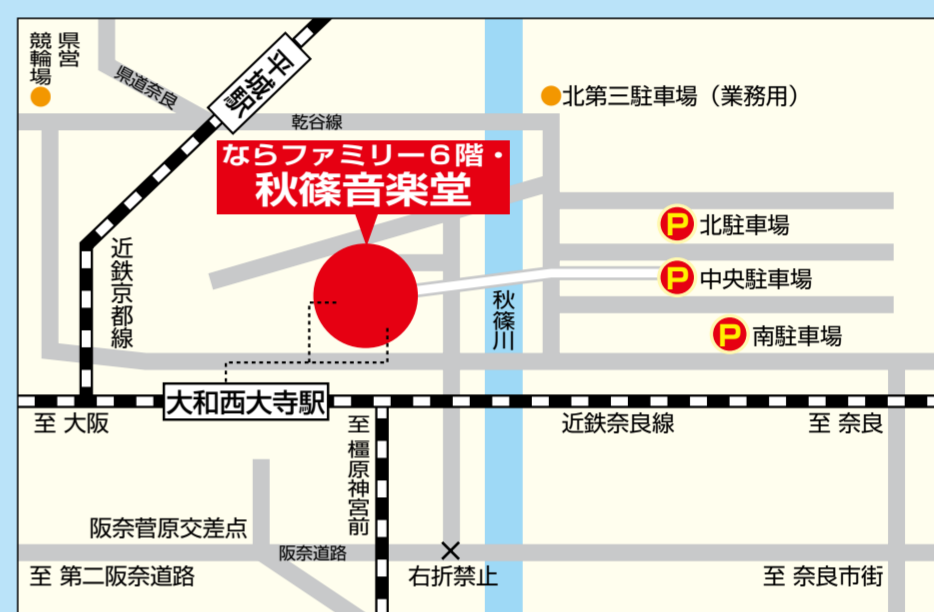 県営
競輪場
県道奈良
平城駅
乾谷線
北第三駐車場（業務用）
ならファミリー6階・
秋篠音楽堂
P 北駐車場
近鉄京都線
P 中央駐車場
秋篠川
P 南駐車場
大和西大寺駅
至 大阪
至 橿原神宮前
近鉄奈良線
至 奈良
阪奈菅原交差点
阪奈道路
至 第二阪奈道路
右折禁止
至 奈良市街